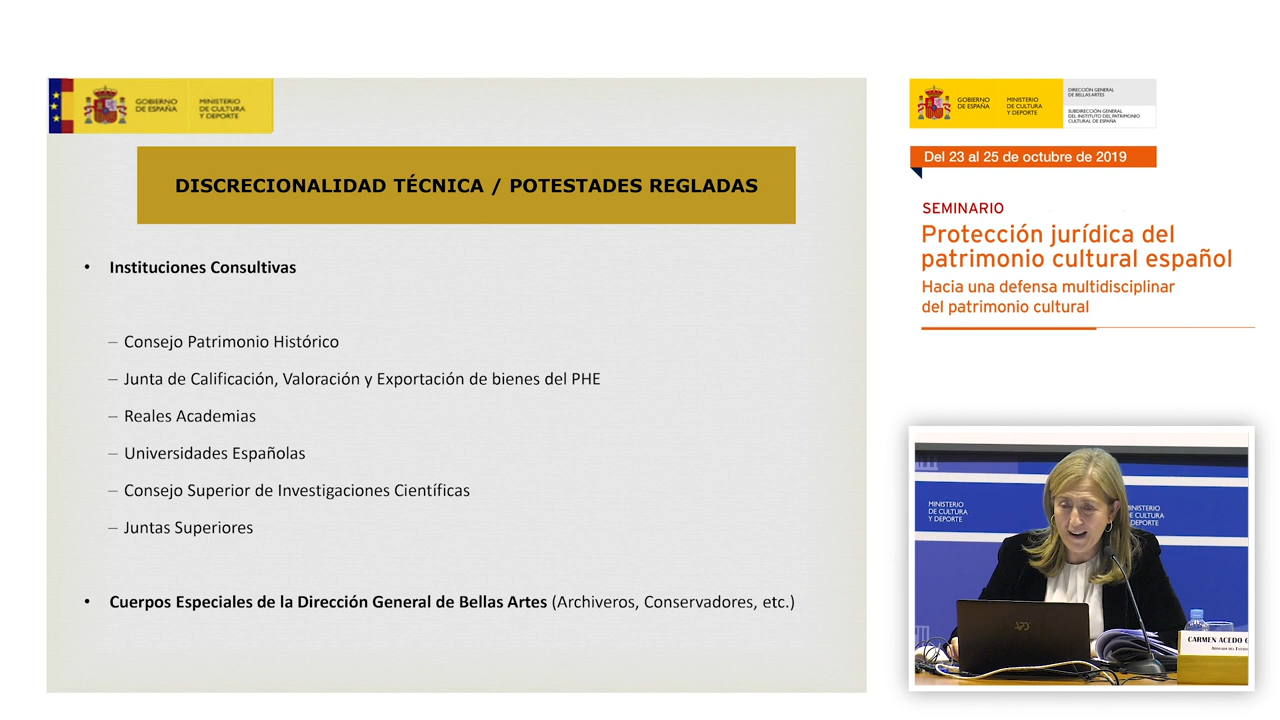 GOBIERNO
DE ESPAÑA
MINISTERIO
DE CULTURA
Y DEPORTE
DISCRECIONALIDAD TÉCNICA / POTESTADES REGLADAS
• Instituciones Consultivas
– Consejo Patrimonio Histórico
– Junta de Calificación, Valoración y Exportación de bienes del PHE
– Reales Academias
– Universidades Españolas
– Consejo Superior de Investigaciones Científicas
– Juntas Superiores
• Cuerpos Especiales de la Dirección General de Bellas Artes (Archiveros, Conservadores, etc.)
GOBIERNO
DE ESPAÑA
MINISTERIO
DE CULTURA
Y DEPORTE
DIRECCIÓN GENERAL
DE BELLAS ARTES
SUBDIRECCIÓN GENERAL
DEL INSTITUTO DEL PATRIMONIO
CULTURAL DE ESPAÑA
Del 23 al 25 de octubre de 2019
SEMINARIO
Protección jurídica del
patrimonio cultural español
Hacia una defensa multidisciplinar
del patrimonio cultural
MINISTERIO
DE CULTURA
Y DEPORTE
MINISTERIO
DE CULTURA
Y DEPORTE
CARMEN ACEDO